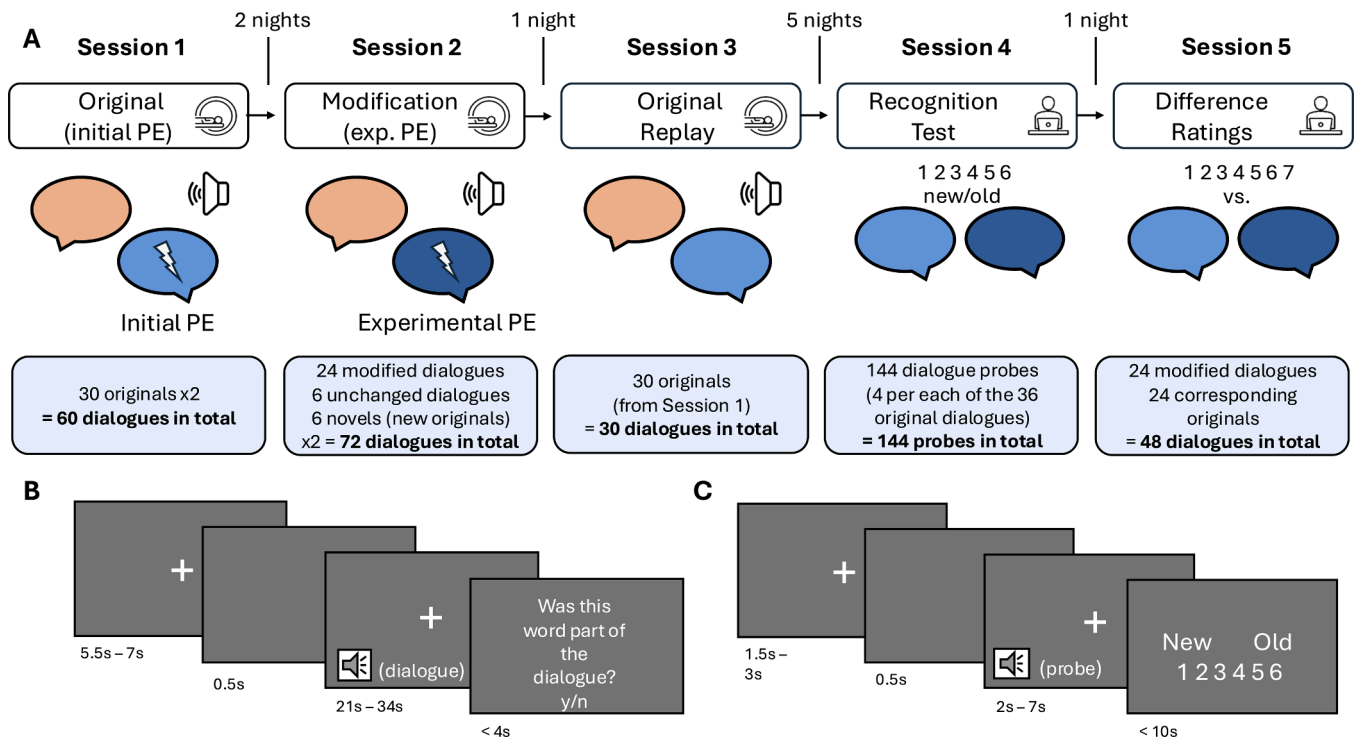 A
2 nights
1 night
5 nights
1 night
Session 1
Session 2
Session 3
Session 4
Session 5
Original
(initial PE)
Modification
(exp. PE)
Original
Replay
Recognition
Test
Difference
Ratings
1 2 3 4 5 6
new/old
1 2 3 4 5 6 7
vs.
Initial PE
Experimental PE
30 originals x2
= 60 dialogues in total
24 modified dialogues
6 unchanged dialogues
6 novels (new originals)
x2 = 72 dialogues in total
30 originals
(from Session 1)
= 30 dialogues in total
144 dialogue probes
(4 per each of the 36
original dialogues)
= 144 probes in total
24 modified dialogues
24 corresponding
originals
= 48 dialogues in total
B
5.5s – 7s
0.5s
(dialogue)
21s – 34s
Was this
word part of
the
dialogue?
y/n
< 4s
C
1.5s –
3s
0.5s
(probe)
2s – 7s
New Old
1 2 3 4 5 6
< 10s